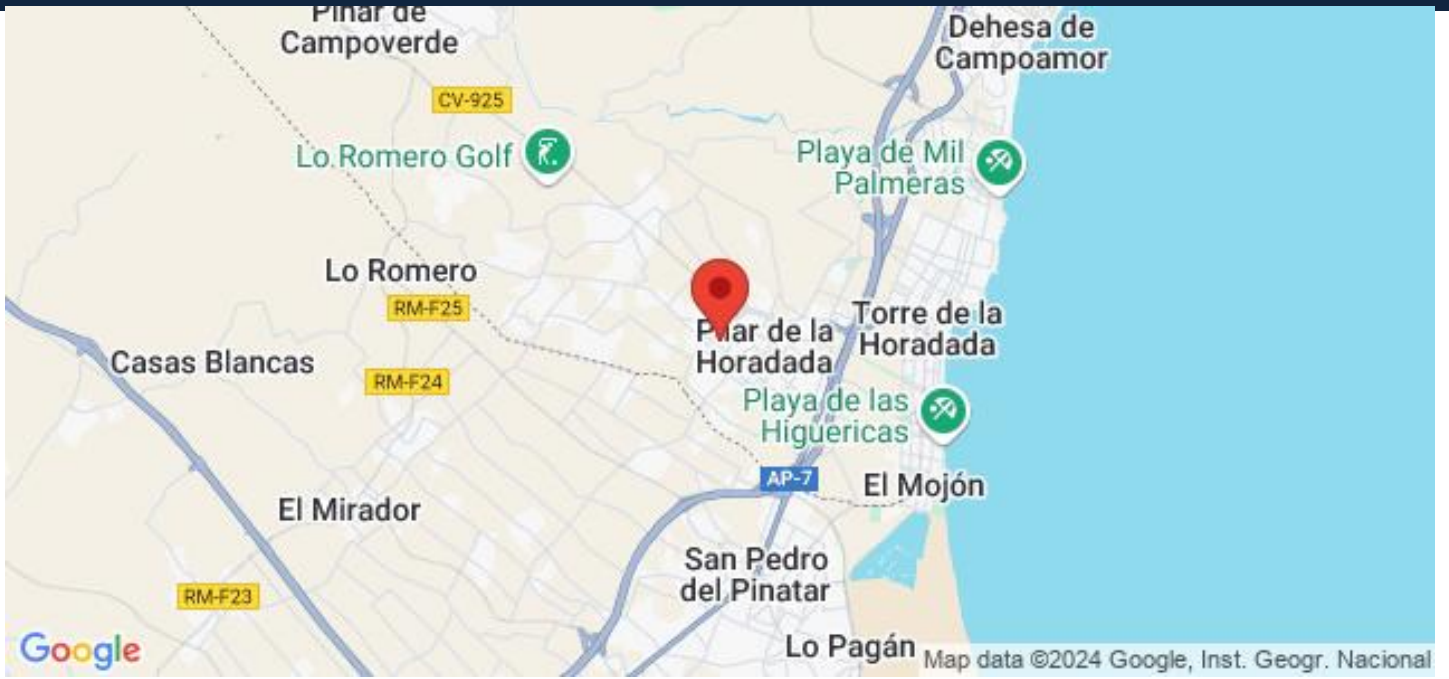 Pinar de
Campoverde
Dehesa de
Campoamor
CV-925
Lo Romero Golf
Playa de Mil
Palmeras
Lo Romero
RM-F25
Pilar de la
Horadada
Torre de la
Horadada
Casas Blancas
RM-F24
Playa de las
Higuericas
AP-7
El Mojón
El Mirador
San Pedro
del Pinatar
RM-F23
Lo Pagán
Google
Map data ©2024 Google, Inst. Geogr. Nacional